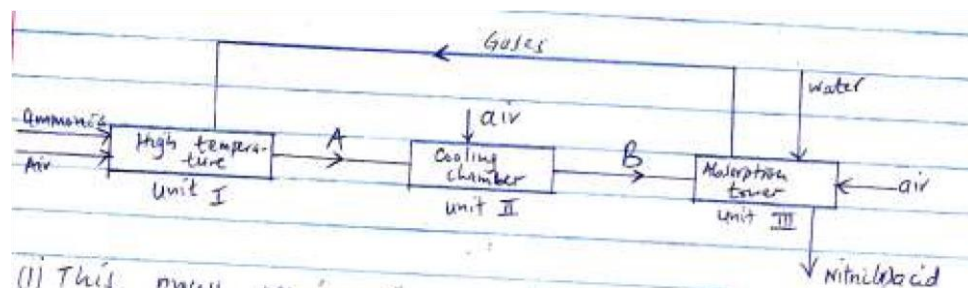 Gases
water
air
Ammonia
Air
High tempera-
ture
Unit I
A
Cooling
chamber
unit II
B
Absorption
tower
unit III
air
Nitric(V)acid
(1) This